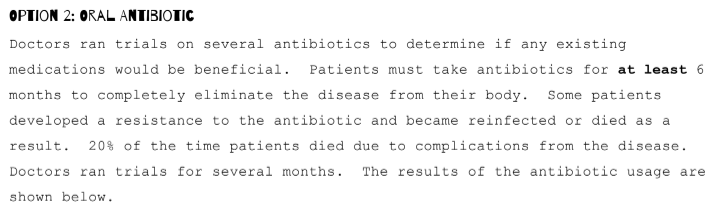 OPTION 2: ORAL ANTIBIOTIC
Doctors ran trials on several antibiotics to determine if any existing
medications would be beneficial.  Patients must take antibiotics for at least 6
months to completely eliminate the disease from their body.  Some patients
developed a resistance to the antibiotic and became reinfected or died as a
result.  20% of the time patients died due to complications from the disease.
Doctors ran trials for several months.  The results of the antibiotic usage are
shown below.